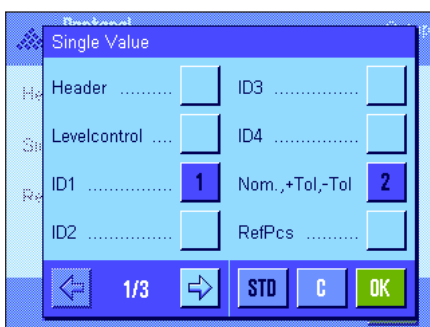 Single Value
Header ..........
ID3 ...............
Levelcontrol ....
ID4 ...............
ID1 ............... 1
Nom.,+Tol,-Tol 2
ID2 ...............
RefPcs ..........
1/3
STD
C
OK